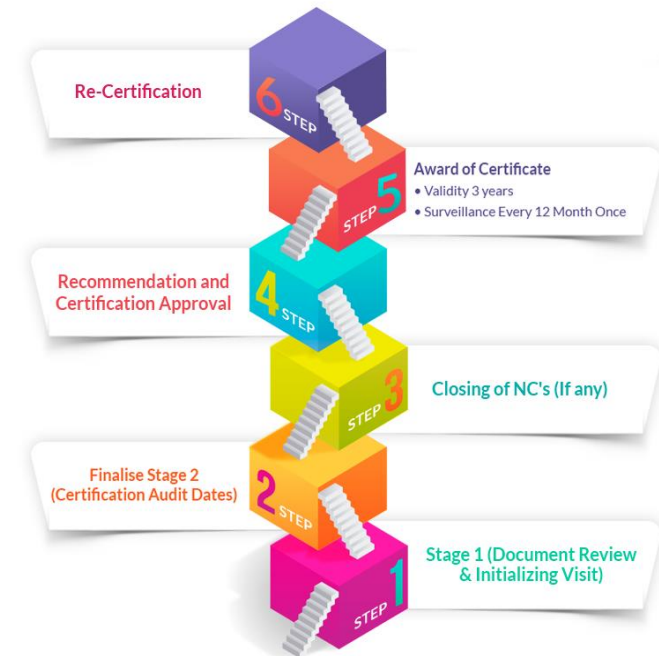 Re-Certification
6
STEP
Award of Certificate
• Validity 3 years
• Surveillance Every 12 Month Once
5
STEP
Recommendation and
Certification Approval
4
STEP
Closing of NC's (If any)
3
STEP
Finalise Stage 2
(Certification Audit Dates)
2
STEP
Stage 1 (Document Review
& Initializing Visit)
1
STEP